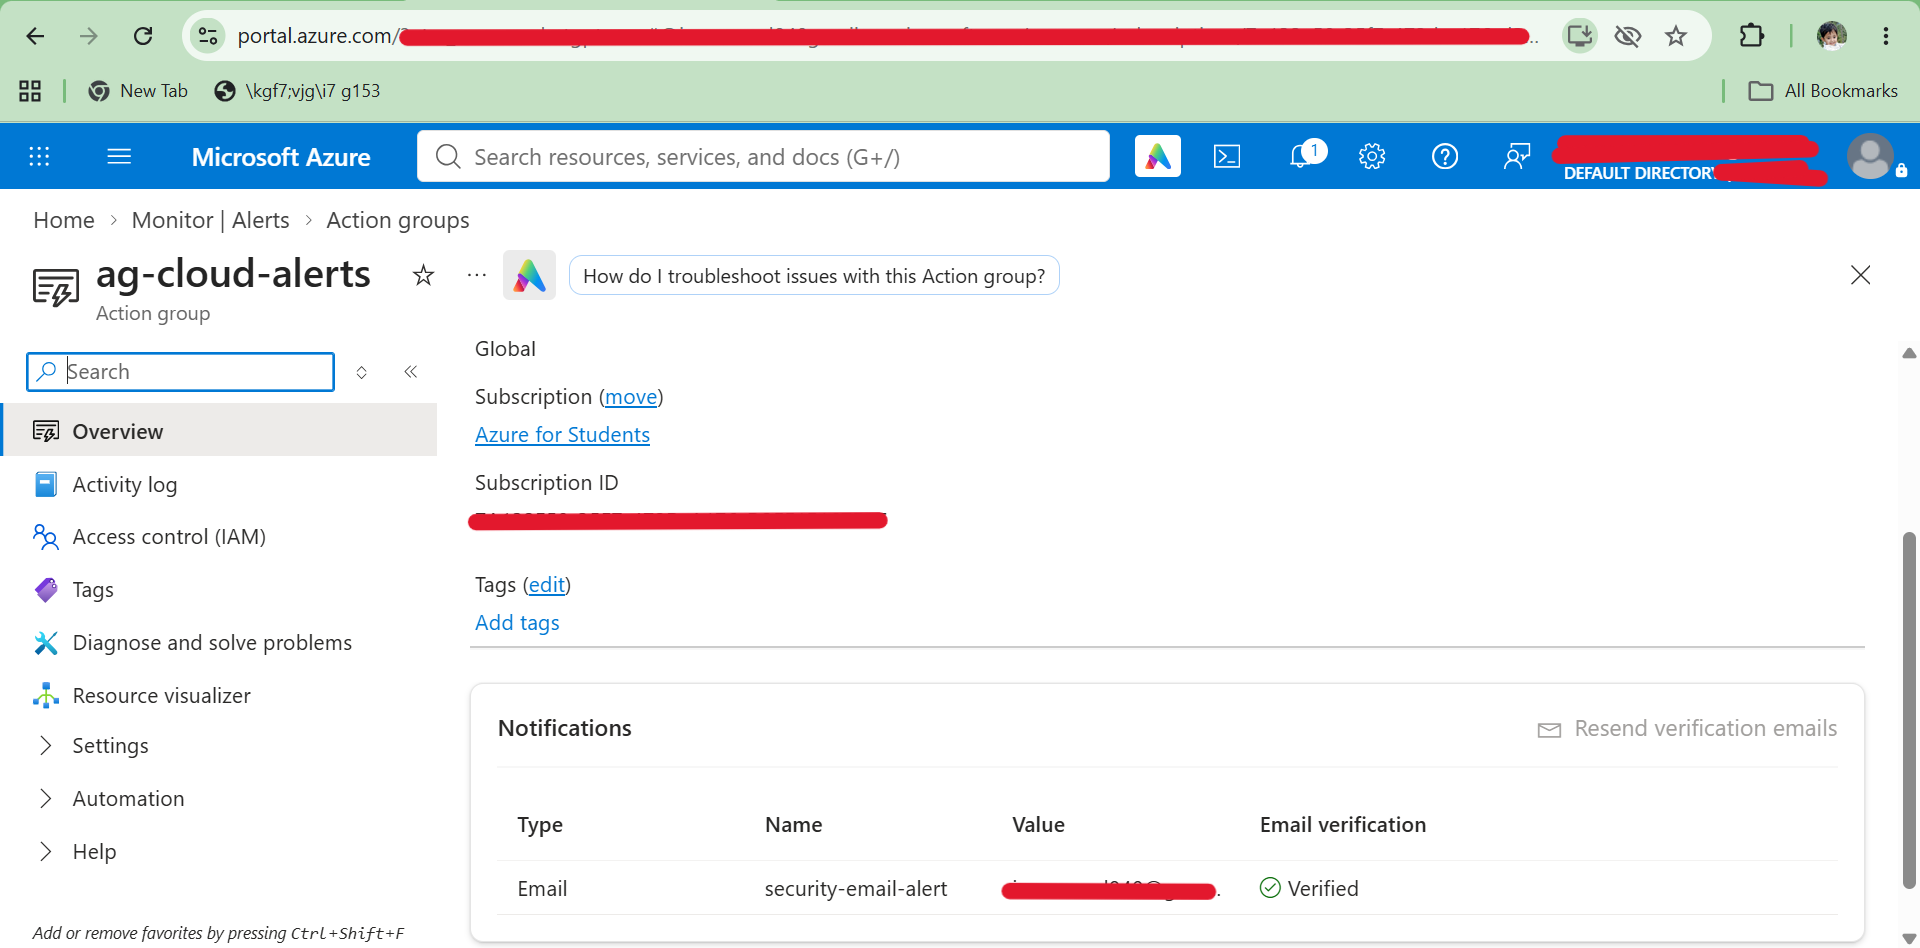 portal.azure.com/
New Tab
\kgf7;vjg\i7 g153
All Bookmarks
Microsoft Azure
Search resources, services, and docs (G+/)
1
DEFAULT DIRECTORY
Home > Monitor | Alerts > Action groups
ag-cloud-alerts
Action group
How do I troubleshoot issues with this Action group?
Search
Overview
Activity log
Access control (IAM)
Tags
Diagnose and solve problems
Resource visualizer
Settings
Automation
Help
Add or remove favorites by pressing Ctrl+Shift+F
Global
Subscription (move)
Azure for Students
Subscription ID
Tags (edit)
Add tags
Notifications
Resend verification emails
Type Name Value Email verification
Email security-email-alert Verified